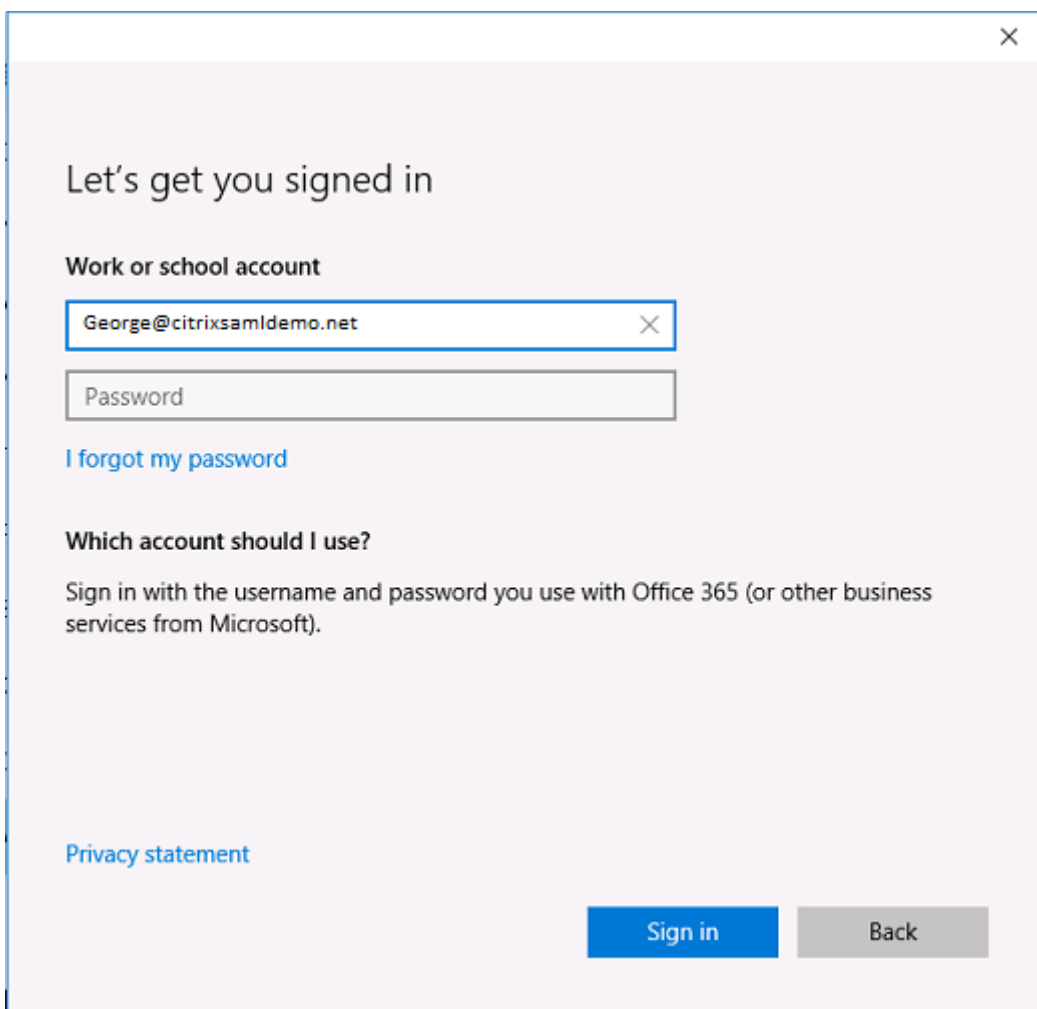 Let's get you signed in
Work or school account
George@citrixsamldemo.net
Password
I forgot my password
Which account should I use?
Sign in with the username and password you use with Office 365 (or other business
services from Microsoft).
Privacy statement
Sign in
Back